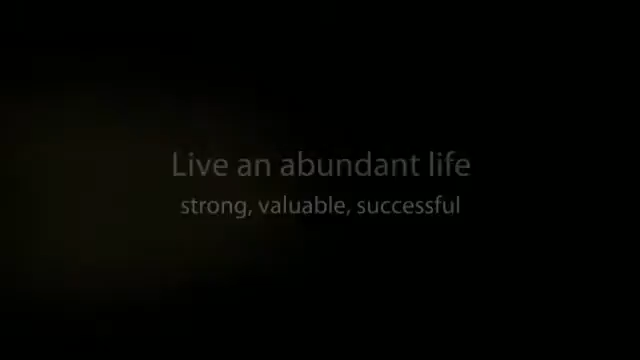 Live an abundant life
strong, valuable, successful